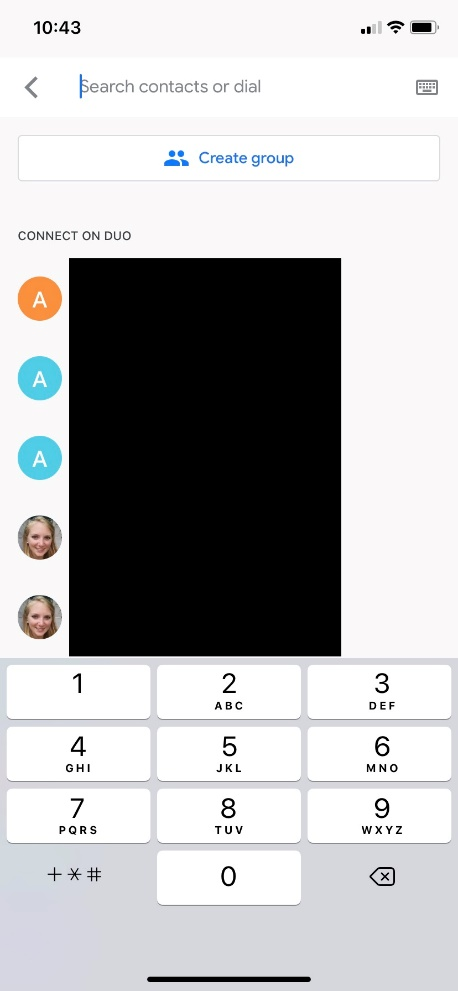 10:43
Search contacts or dial
Create group
CONNECT ON DUO
A
A
A
1
2
ABC
3
DEF
4
GHI
5
JKL
6
MNO
7
PQRS
8
TUV
9
WXYZ
+*#
0